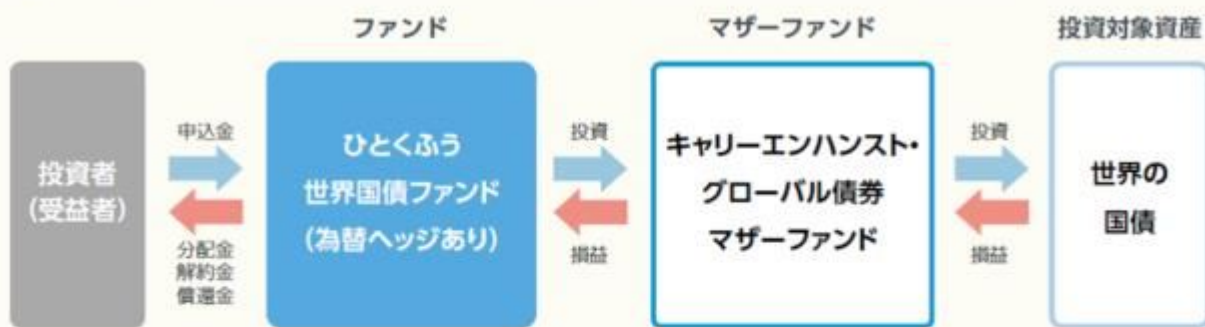 ファンド
マザーファンド
投資対象資産
投資者
(受益者)
申込金
分配金
解約金
償還金
ひとくふう
世界国債ファンド
(為替ヘッジあり)
投資
損益
キャリーエンハンスト・
グローバル債券
マザーファンド
投資
損益
世界の
国債